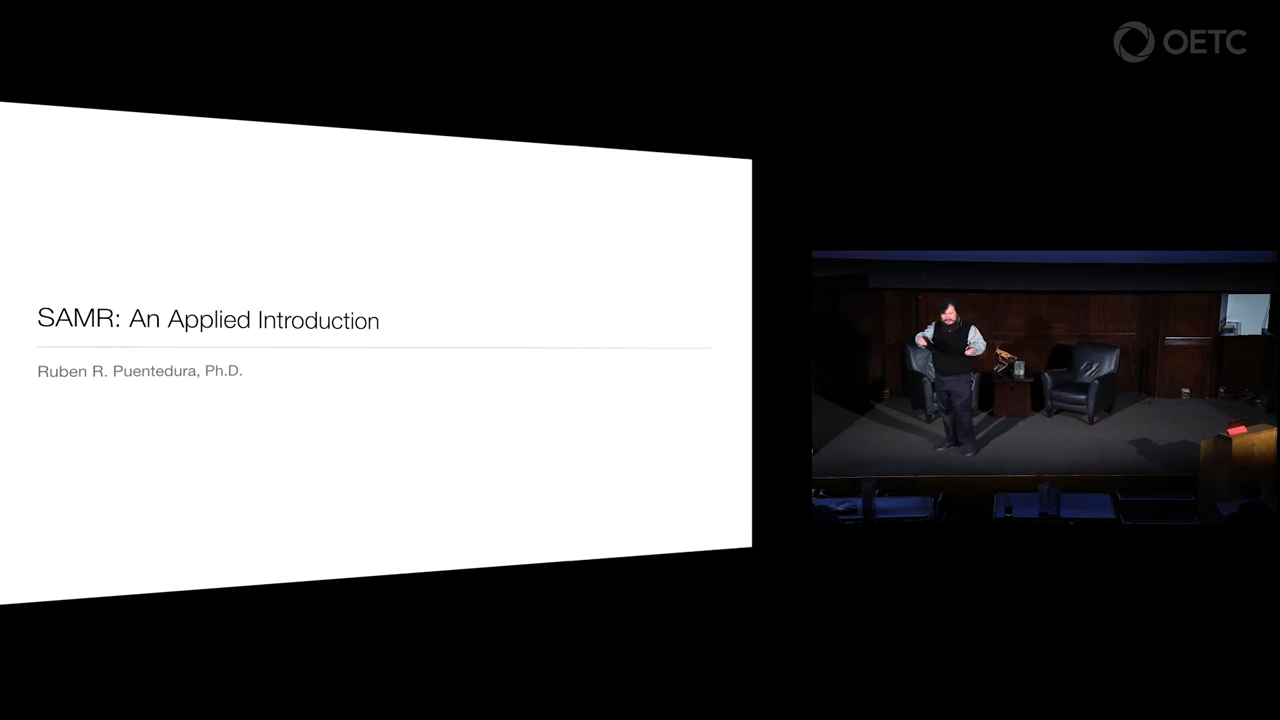 OETC
SAMR: An Applied Introduction
Ruben R. Puentedura, Ph.D.